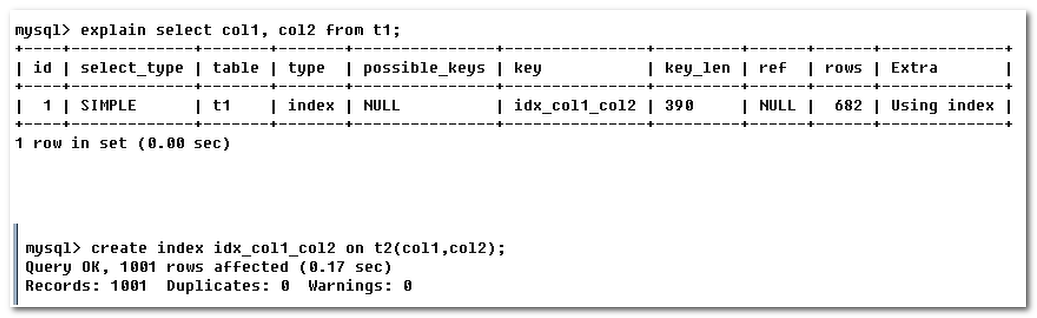 mysql> explain select col1, col2 from t1;
+----+-------------+-------+-------+---------------+---------------+---------+------+------+-------------+
| id | select_type | table | type | possible_keys | key | key_len | ref | rows | Extra |
+----+-------------+-------+-------+---------------+---------------+---------+------+------+-------------+
| 1 | SIMPLE | t1 | index | NULL | idx_col1_col2 | 390 | NULL | 682 | Using index |
+----+-------------+-------+-------+---------------+---------------+---------+------+------+-------------+
1 row in set (0.00 sec)
mysql> create index idx_col1_col2 on t2(col1,col2);
Query OK, 1001 rows affected (0.17 sec)
Records: 1001  Duplicates: 0  Warnings: 0